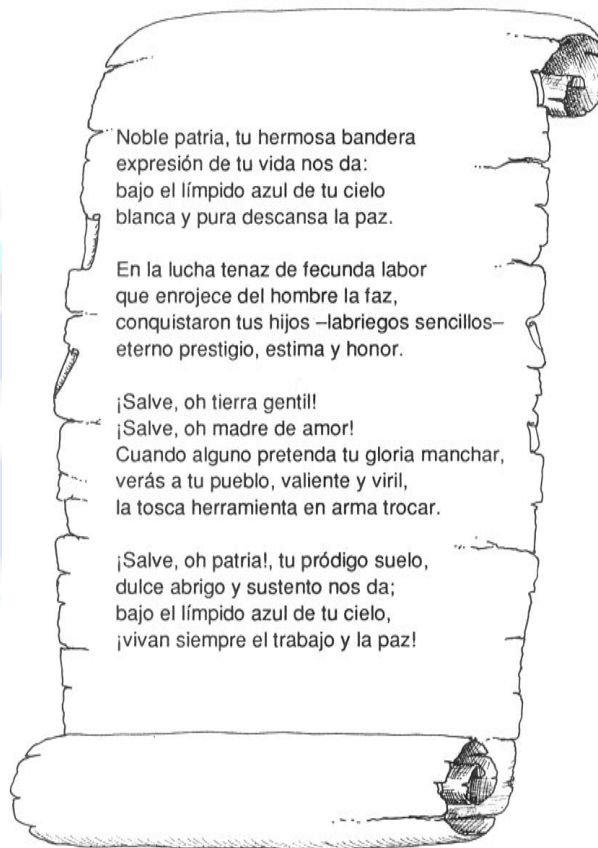 Noble patria, tu hermosa bandera
expresión de tu vida nos da:
bajo el límpido azul de tu cielo
blanca y pura descansa la paz.
En la lucha tenaz de fecunda labor
que enrojece del hombre la faz,
conquistaron tus hijos –labriegos sencillos–
eterno prestigio, estima y honor.
¡Salve, oh tierra gentil!
¡Salve, oh madre de amor!
Cuando alguno pretenda tu gloria manchar,
verás a tu pueblo, valiente y viril,
la tosca herramienta en arma trocar.
¡Salve, oh patria!, tu pródigo suelo,
dulce abrigo y sustento nos da;
bajo el límpido azul de tu cielo,
¡vivan siempre el trabajo y la paz!